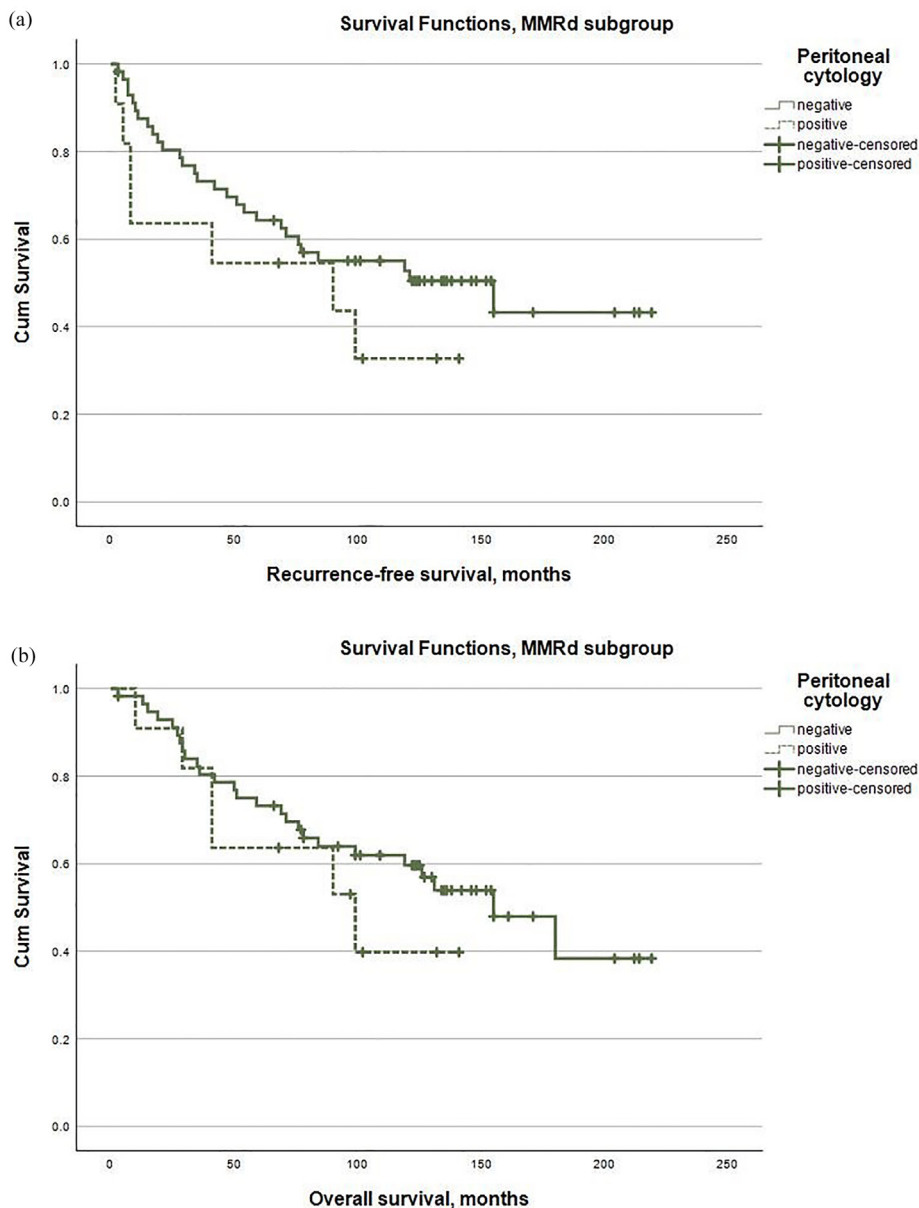 (a)
Survival Functions, MMRd subgroup
Peritoneal
cytology
negative
positive
negative-censored
positive-censored
Cum Survival
1.0
0.8
0.6
0.4
0.2
0.0
0 50 100 150 200 250
Recurrence-free survival, months
(b)
Survival Functions, MMRd subgroup
Peritoneal
cytology
negative
positive
negative-censored
positive-censored
Cum Survival
1.0
0.8
0.6
0.4
0.2
0.0
0 50 100 150 200 250
Overall survival, months